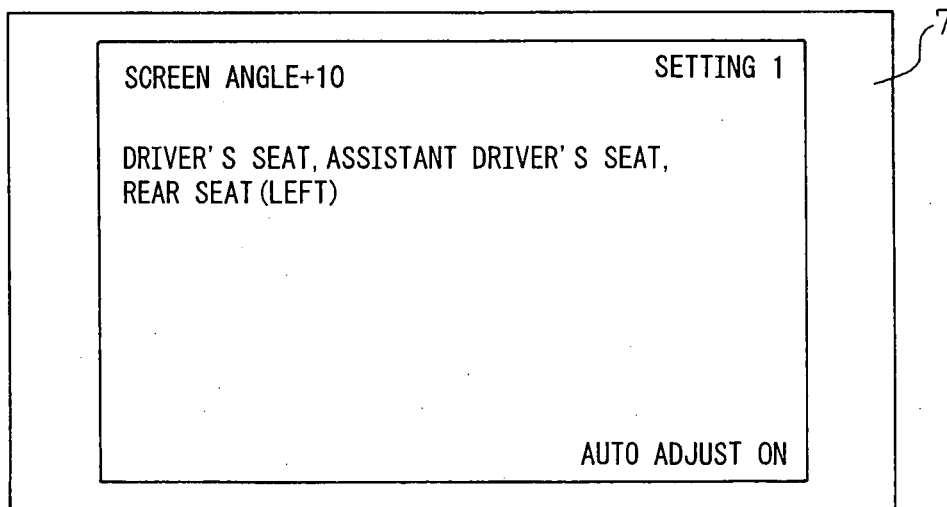 7
SCREEN ANGLE+10 SETTING 1
DRIVER'S SEAT, ASSISTANT DRIVER'S SEAT,
REAR SEAT(LEFT)
AUTO ADJUST ON